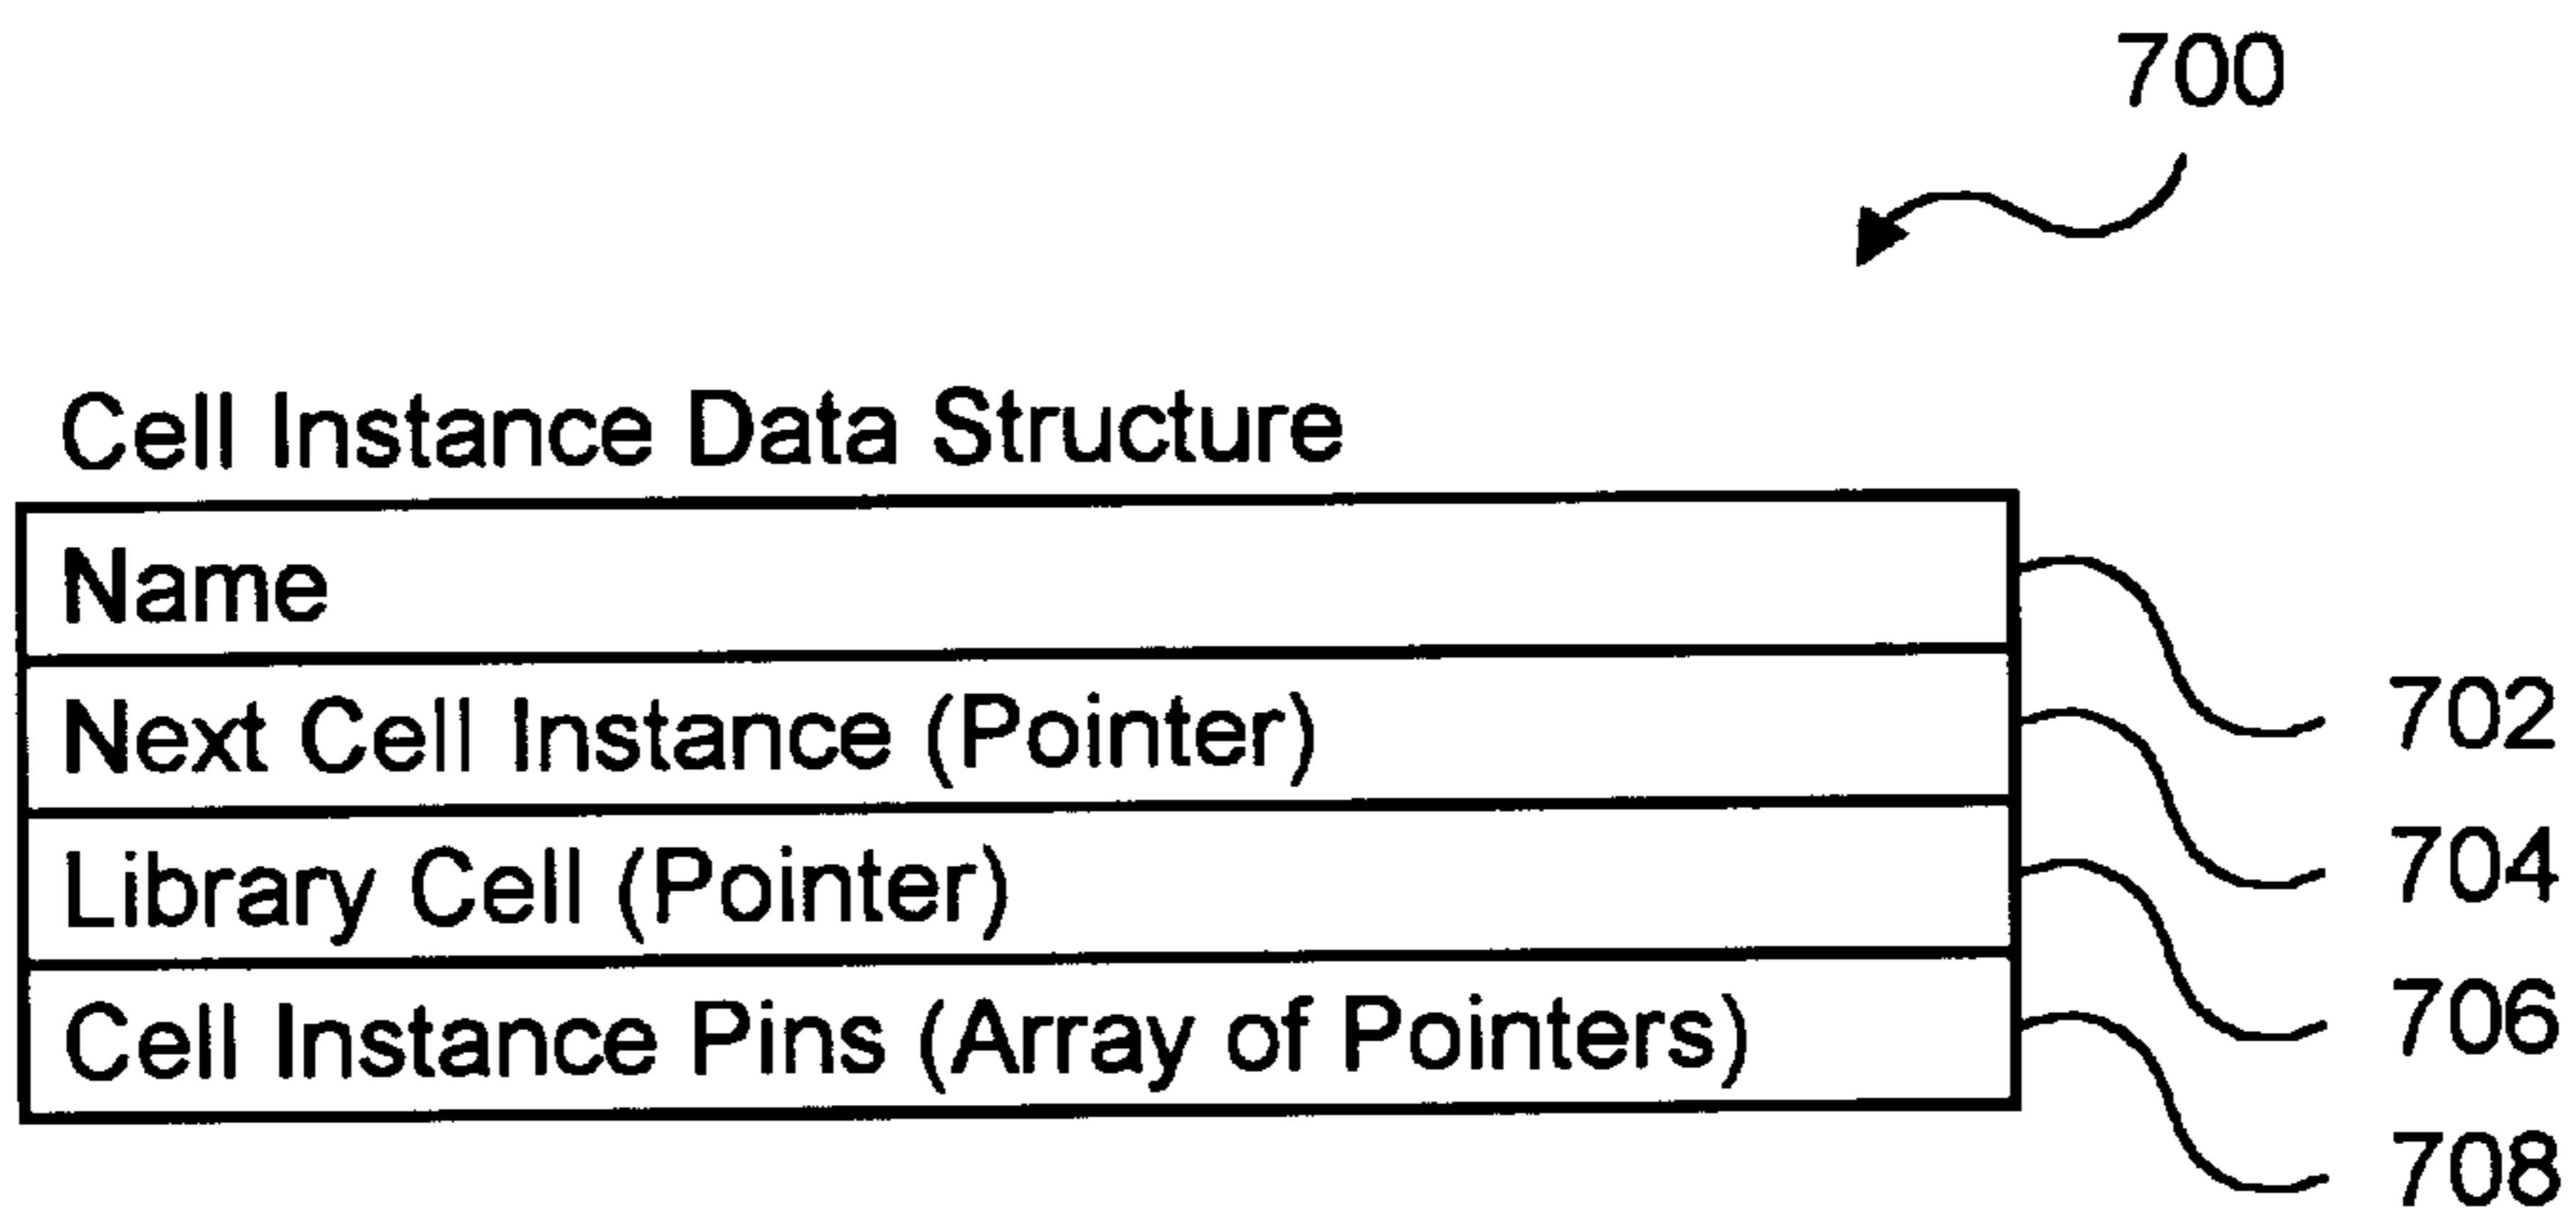 700
Cell Instance Data Structure
Name
Next Cell Instance (Pointer)
702
Library Cell (Pointer)
704
Cell Instance Pins (Array of Pointers)
706
708